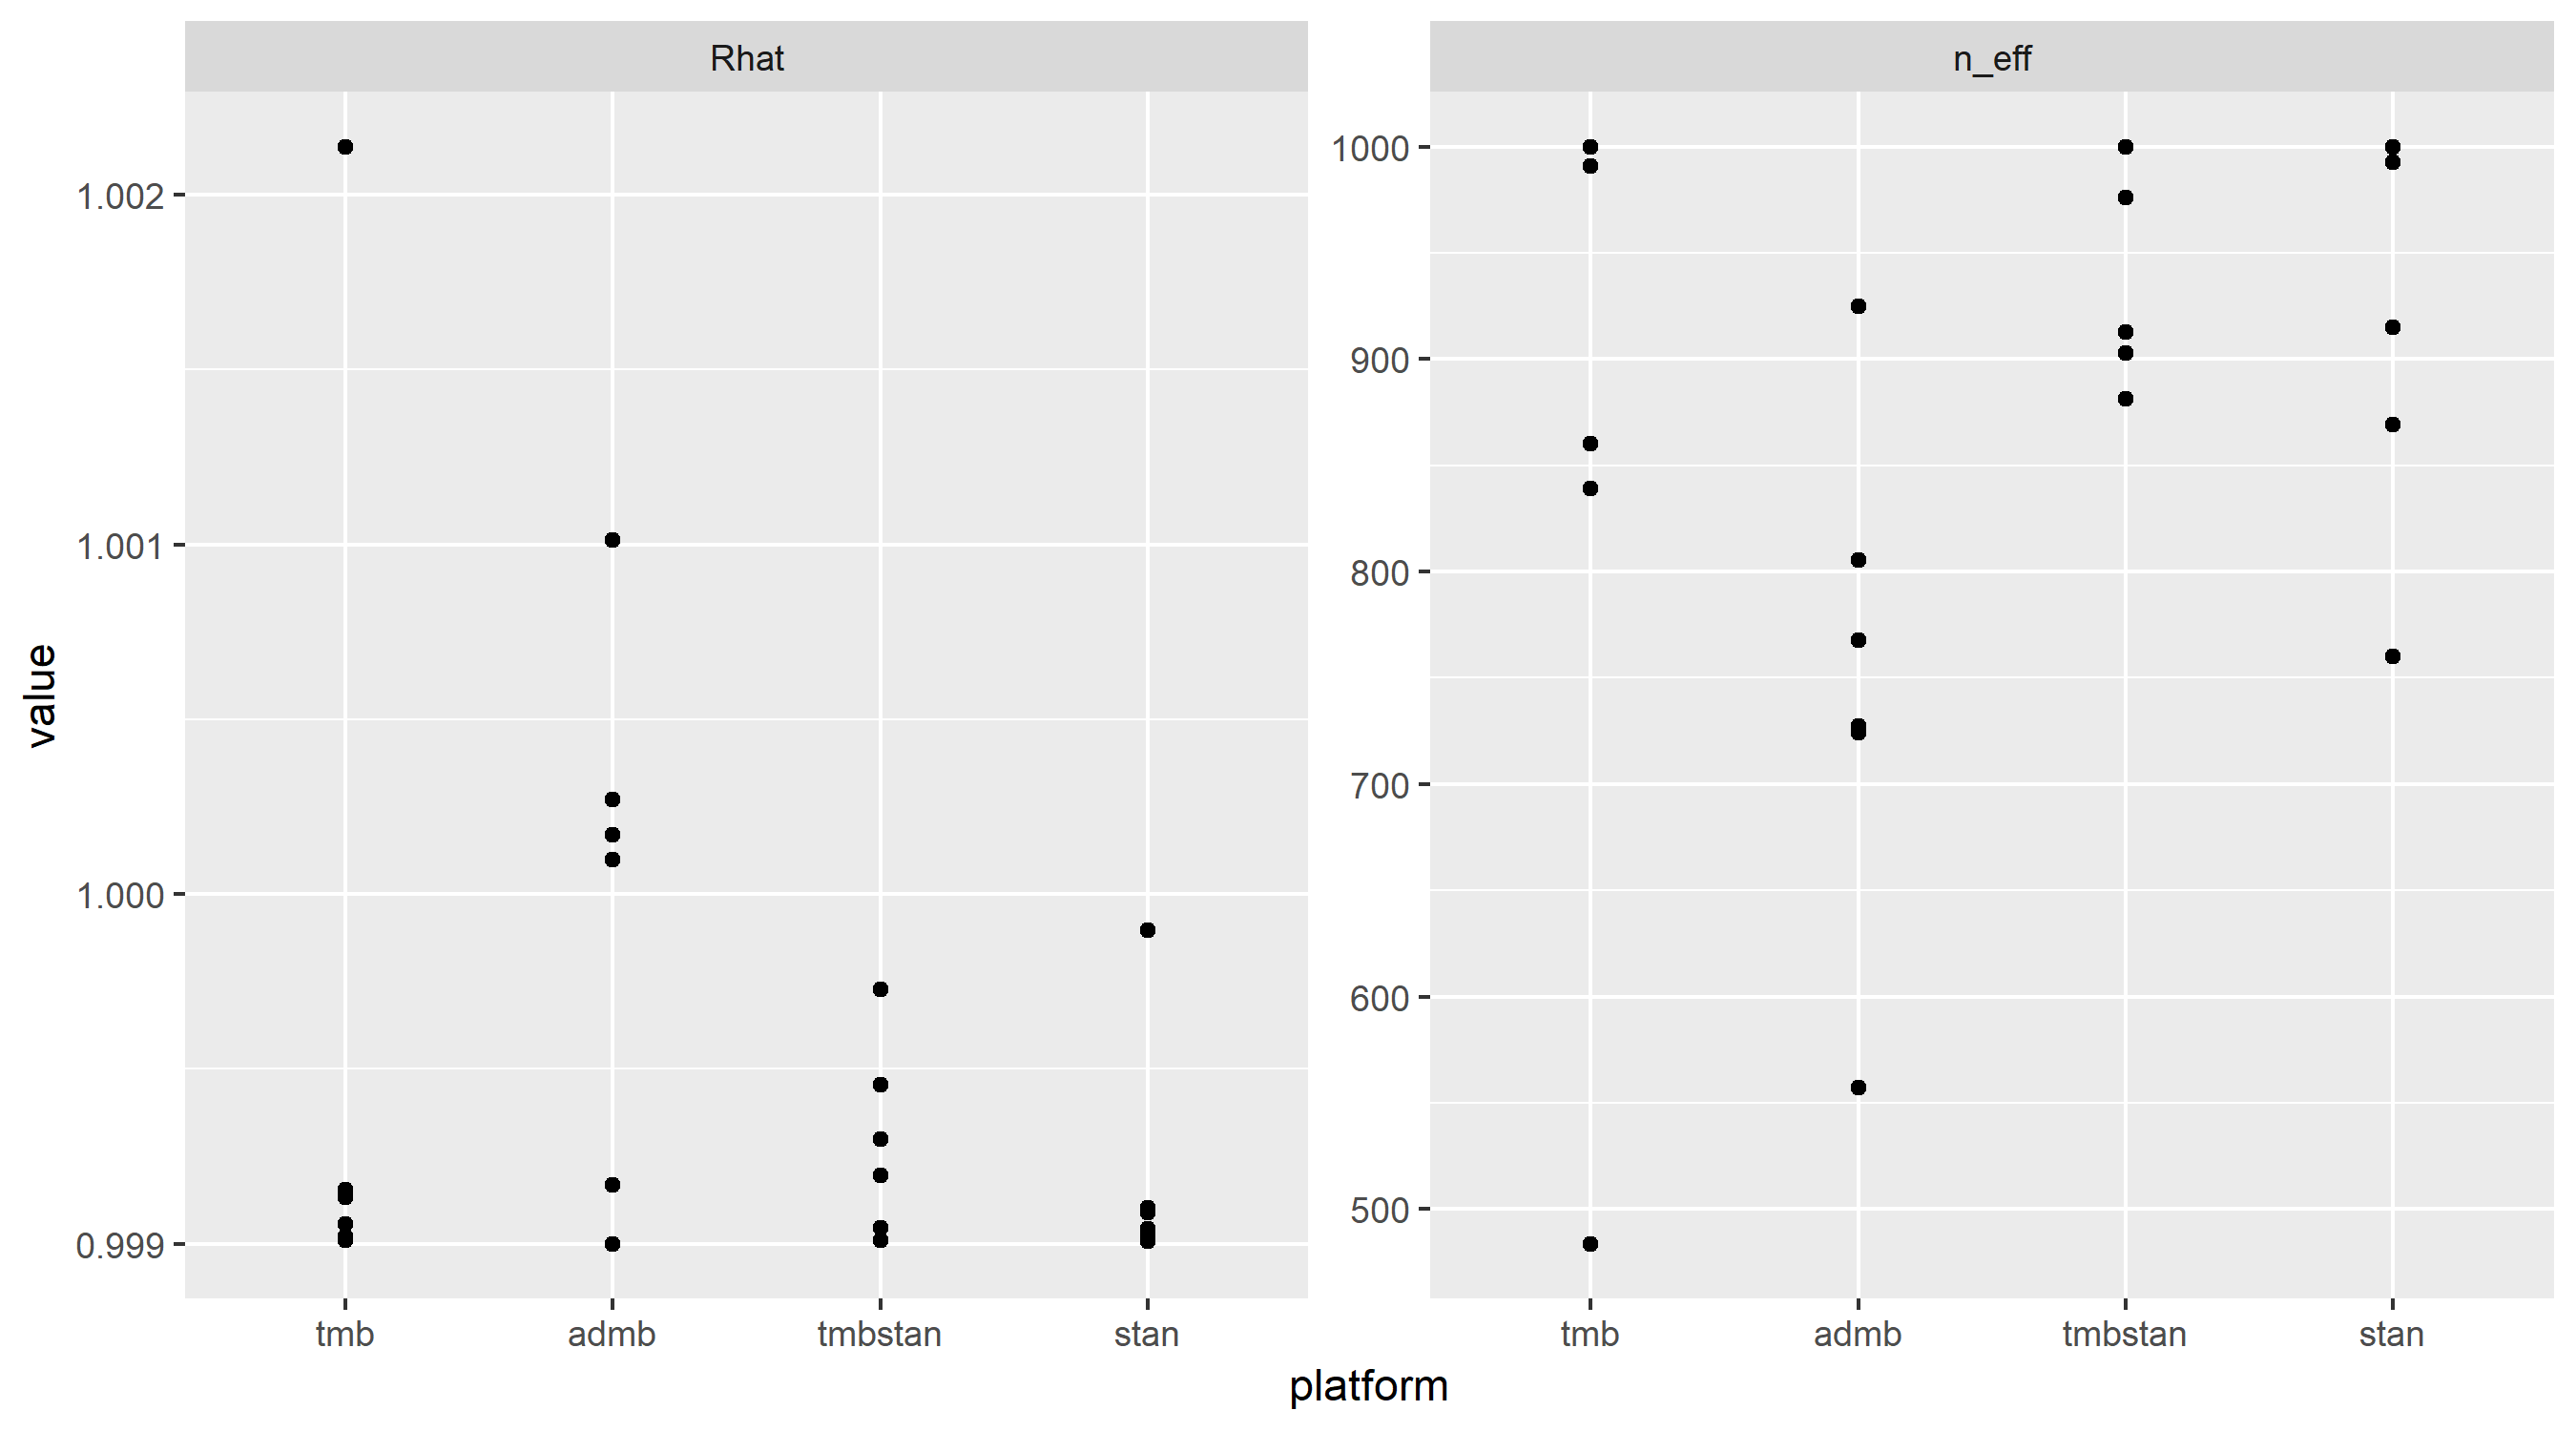 Rhat
n_eff
value
1.002
1.001
1.000
0.999
1000
900
800
700
600
500
tmb
admb
tmbstan
stan
tmb
admb
tmbstan
stan
platform